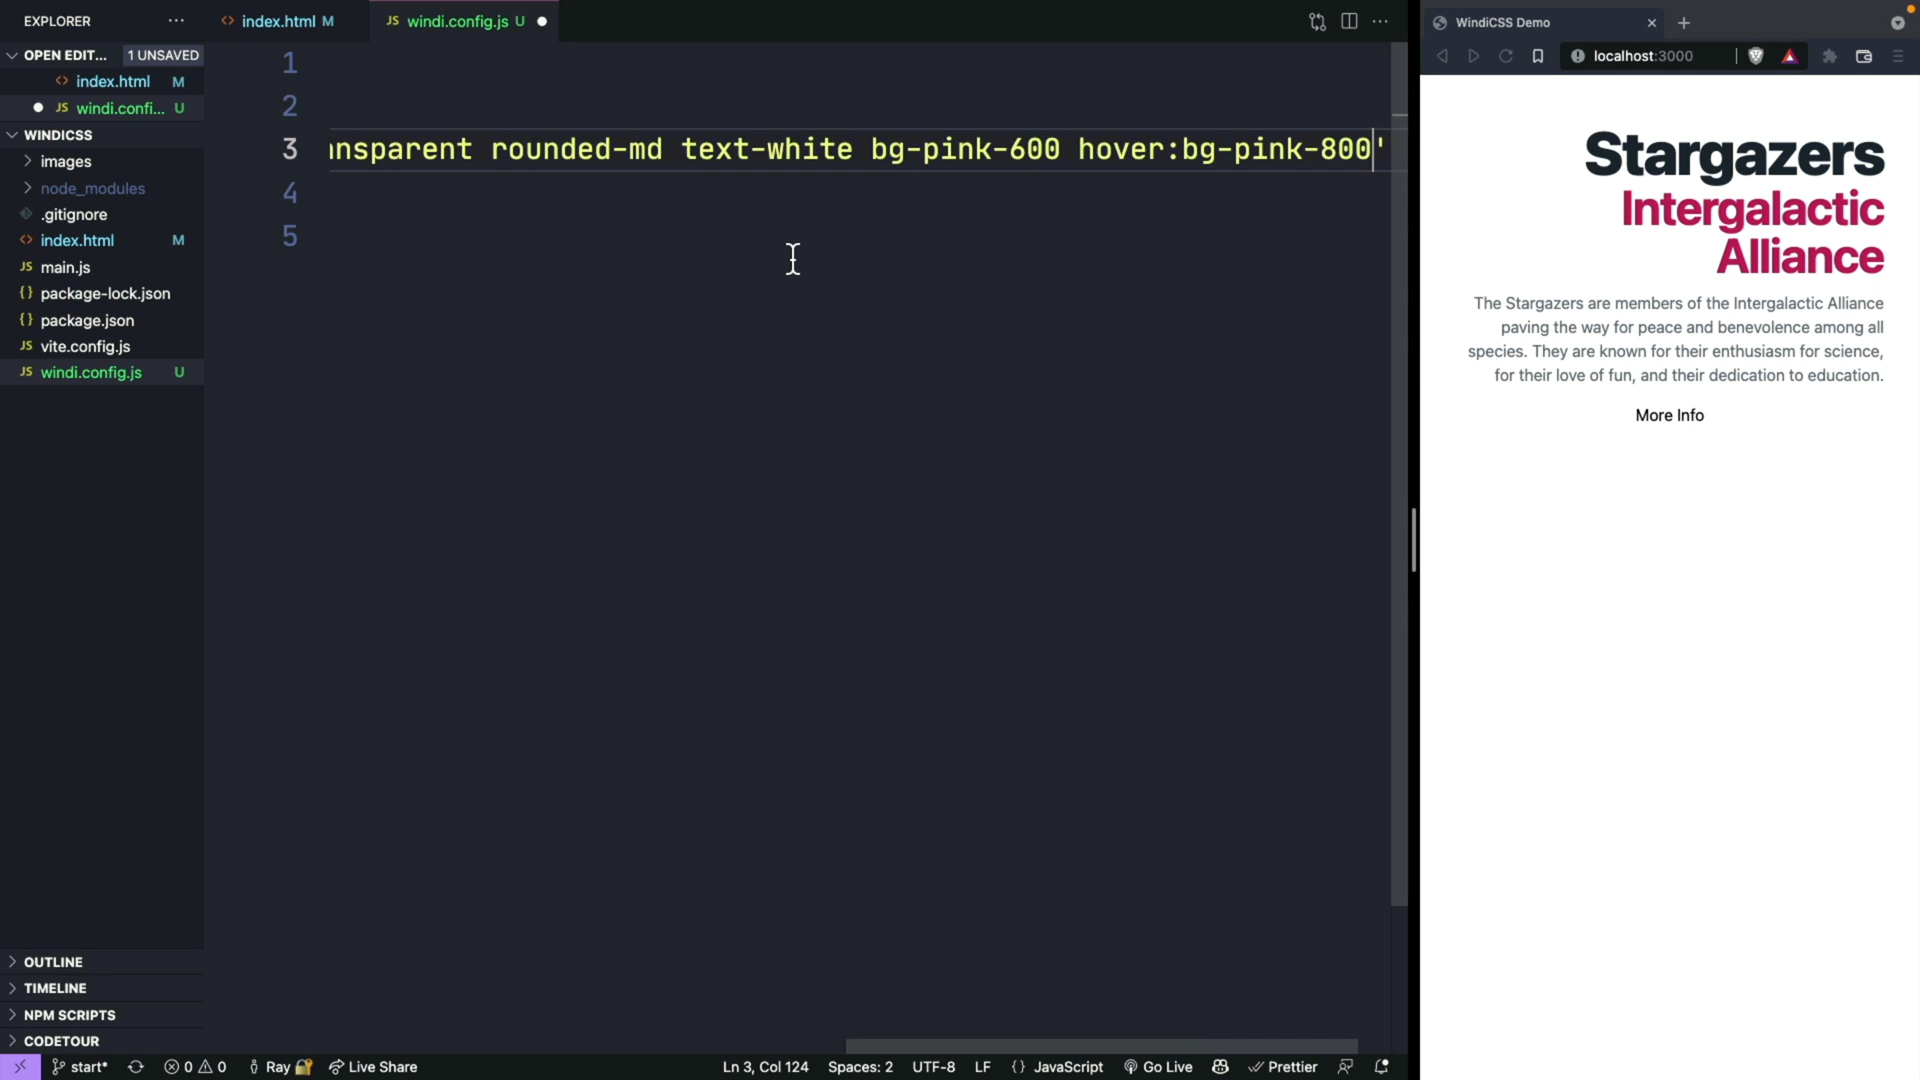 EXPLORER
index.html M
JS windi.config.js U
OPEN EDIT... 1 UNSAVED
index.html M
JS windi.confi... U
WINDICSS
images
node_modules
.gitignore
index.html M
JS main.js
{} package-lock.json
{} package.json
JS vite.config.js
JS windi.config.js U
OUTLINE
TIMELINE
NPM SCRIPTS
CODETOUR
1
2
3 nsparent rounded-md text-white bg-pink-600 hover:bg-pink-800'
4
5
start* 0 0 Ray Live Share Ln 3, Col 124 Spaces: 2 UTF-8 LF {} JavaScript Go Live Prettier
WindiCSS Demo
localhost:3000
Stargazers
Intergalactic
Alliance
The Stargazers are members of the Intergalactic Alliance
paving the way for peace and benevolence among all
species. They are known for their enthusiasm for science,
for their love of fun, and their dedication to education.
More Info